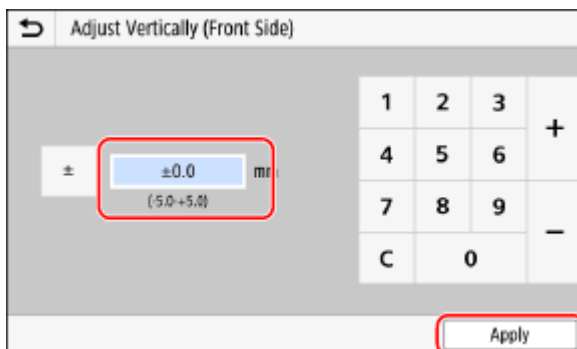 Adjust Vertically (Front Side)
1 2 3 +
4 5 6
± ±0.0 mm
(-5.0-+5.0)
7 8 9 −
C 0
Apply